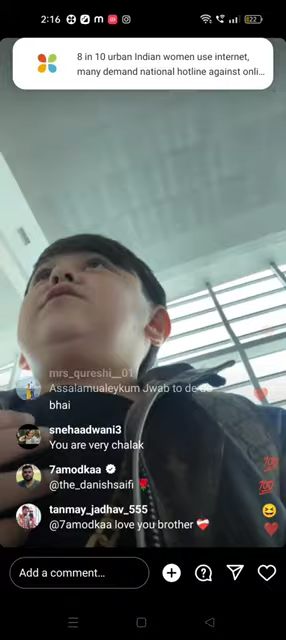 2:16
22
8 in 10 urban Indian women use internet,
many demand national hotline against onli...
mrs_qureshi__01
Assalamualeykum Jwab to de do
bhai
snehaadwani3
You are very chalak
7amodkaa
@the_danishsaifi 🌹
tanmay_jadhav_555
@7amodkaa love you brother ❤️‍🩹
💯
💯
Add a comment...